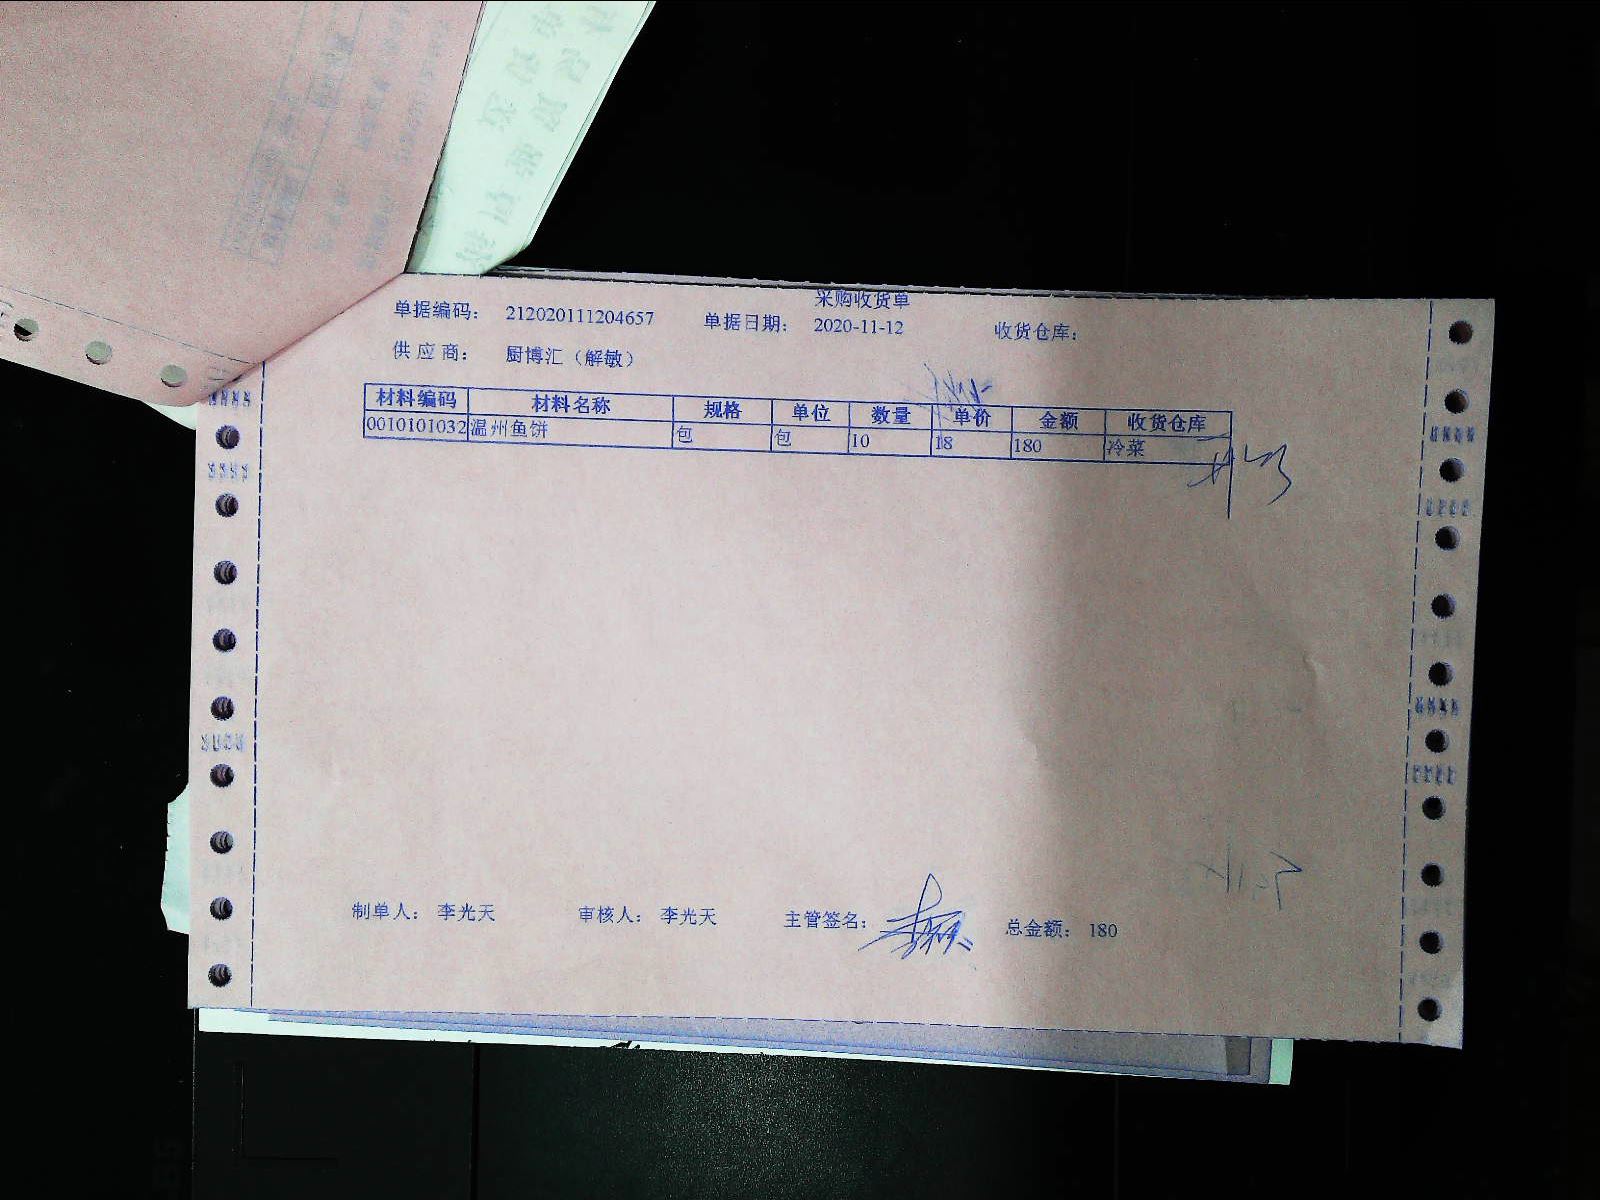 采购收货单
单据编码： 212020111204657 单据日期： 2020-11-12 收货仓库：
供应商： 厨博汇（解敏）
材料编码 材料名称 规格 单位 数量 单价 金额 收货仓库
0010101032 温州鱼饼 包 包 10 18 180 冷菜
制单人： 李光天 审核人： 李光天 主管签名： 总金额： 180